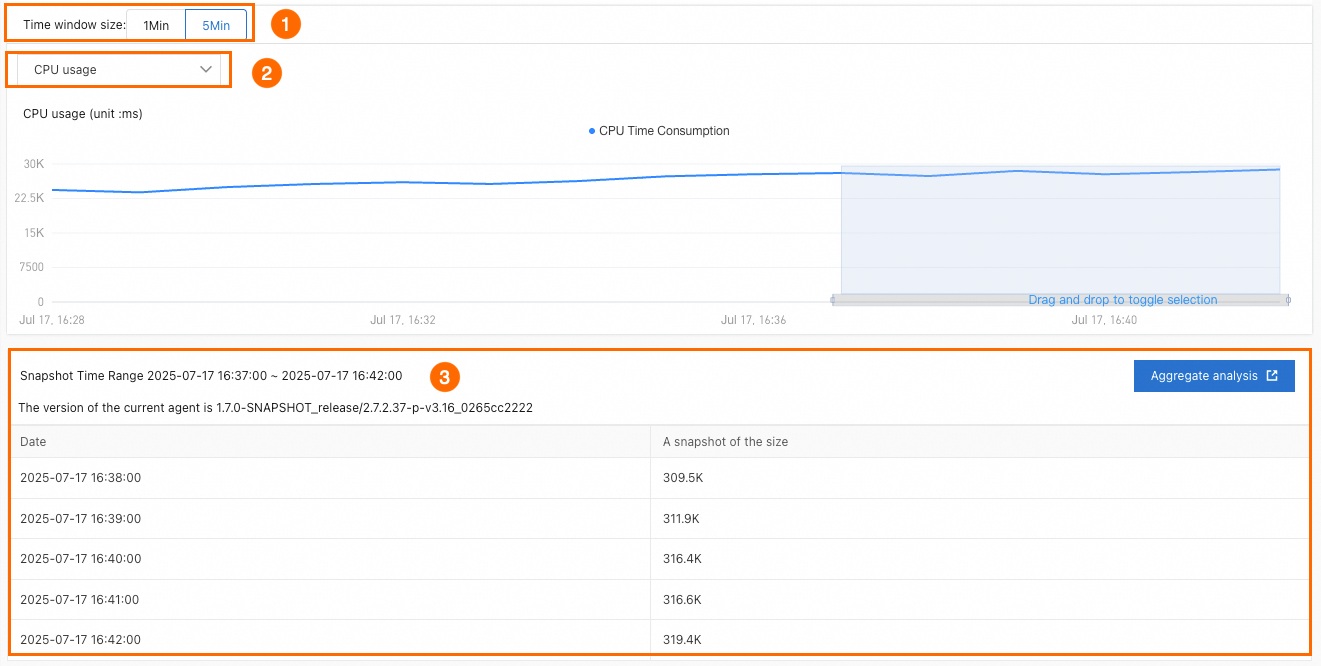 Time window size: 1Min 5Min 1
CPU usage 2
CPU usage (unit :ms)
CPU Time Consumption
30K
22.5K
15K
7500
0
Drag and drop to toggle selection
Jul 17, 16:28 Jul 17, 16:32 Jul 17, 16:36 Jul 17, 16:40
Snapshot Time Range 2025-07-17 16:37:00 ~ 2025-07-17 16:42:00 3 Aggregate analysis
The version of the current agent is 1.7.0-SNAPSHOT_release/2.7.2.37-p-v3.16_0265cc2222
Date A snapshot of the size
2025-07-17 16:38:00 309.5K
2025-07-17 16:39:00 311.9K
2025-07-17 16:40:00 316.4K
2025-07-17 16:41:00 316.6K
2025-07-17 16:42:00 319.4K